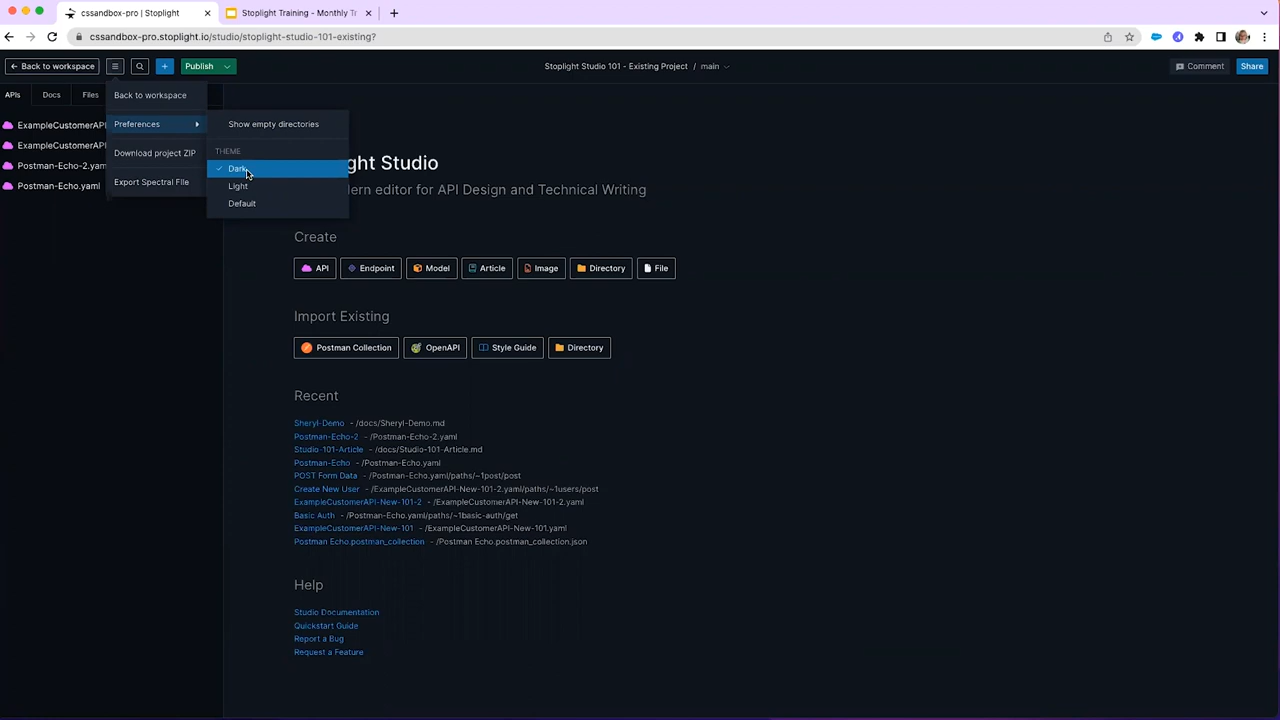 cssandbox-pro | Stoplight
Stoplight Training - Monthly Tr
cssandbox-pro.stoplight.io/studio/stoplight-studio-101-existing?
Back to workspace
Publish
Stoplight Studio 101 - Existing Project / main
Comment
Share
APIs Docs Files
ExampleCustomerAPI
ExampleCustomerAPI
Postman-Echo-2.yam
Postman-Echo.yaml
Back to workspace
Preferences
Download project ZIP
Export Spectral File
Show empty directories
THEME
Dark
Light
Default
ght Studio
dern editor for API Design and Technical Writing
Create
API Endpoint Model Article Image Directory File
Import Existing
Postman Collection OpenAPI Style Guide Directory
Recent
Sheryl-Demo - /docs/Sheryl-Demo.md
Postman-Echo-2 - /Postman-Echo-2.yaml
Studio-101-Article - /docs/Studio-101-Article.md
Postman-Echo - /Postman-Echo.yaml
POST Form Data - /Postman-Echo.yaml/paths/~1post/post
Create New User - /ExampleCustomerAPI-New-101-2.yaml/paths/~1users/post
ExampleCustomerAPI-New-101-2 - /ExampleCustomerAPI-New-101-2.yaml
Basic Auth - /Postman-Echo.yaml/paths/~1basic-auth/get
ExampleCustomerAPI-New-101 - /ExampleCustomerAPI-New-101.yaml
Postman Echo.postman_collection - /Postman Echo.postman_collection.json
Help
Studio Documentation
Quickstart Guide
Report a Bug
Request a Feature